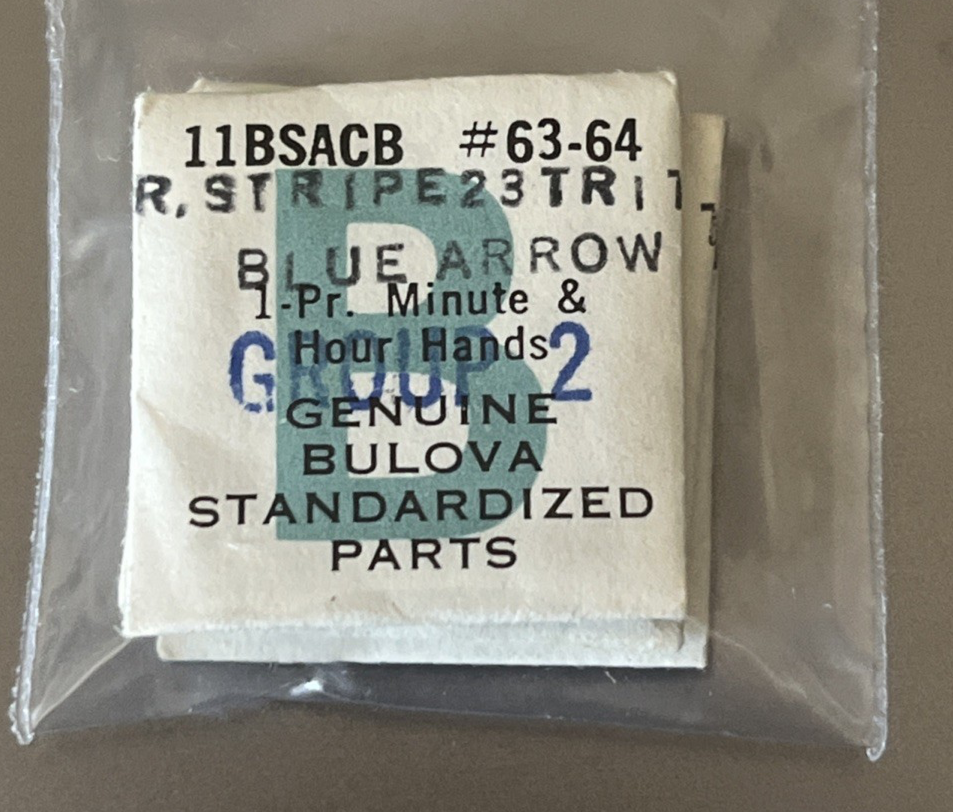 11BSACB #63-64
R,STRIPE23TRIT
BLUE ARROW
1-Pr. Minute &
Hour Hands
GROUP 2
GENUINE
BULOVA
STANDARDIZED
PARTS
B